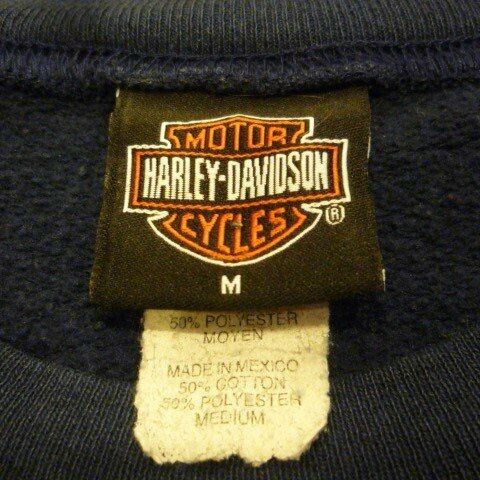 MOTOR
HARLEY-DAVIDSON
CYCLES
®
M
50% POLYESTER
MOYEN
MADE IN MEXICO
50% COTTON
50% POLYESTER
MEDIUM